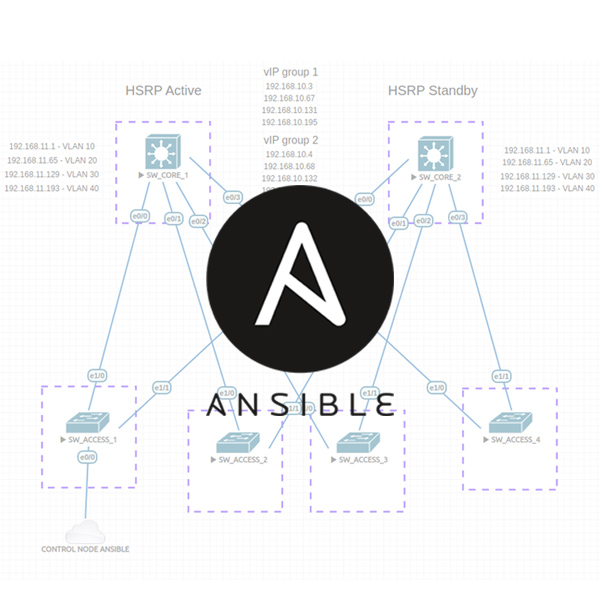 vIP group 1
HSRP Active
HSRP Standby
192.168.10.3
192.168.10.67
192.168.10.131
192.168.10.195
vIP group 2
192.168.10.4
192.168.10.68
192.168.10.132
192.168.11.1 - VLAN 10
192.168.11.65 - VLAN 20
192.168.11.129 - VLAN 30
192.168.11.193 - VLAN 40
SW_CORE_1
SW_CORE_2
192.168.11.1 - VLAN 10
192.168.11.65 - VLAN 20
192.168.11.129 - VLAN 30
192.168.11.193 - VLAN 40
e0/3
e0/0
e0/0
e0/1
e0/2
e0/1
e0/2
e0/3
e1/0
e1/1
e1/0
e1/1
e1/0
e1/1
ANSIBLE
SW_ACCESS_1
SW_ACCESS_2
SW_ACCESS_3
SW_ACCESS_4
e0/0
CONTROL NODE ANSIBLE